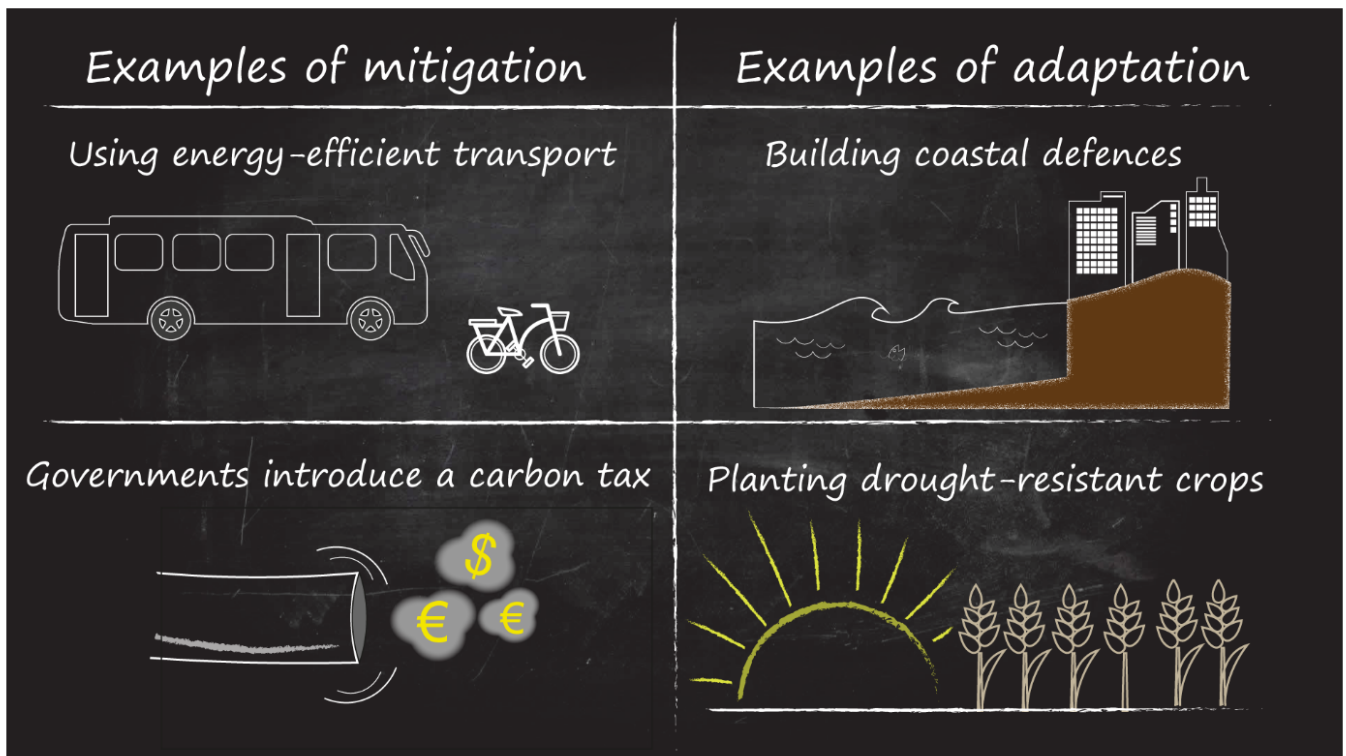 Examples of mitigation
Examples of adaptation
Using energy-efficient transport
Building coastal defences
Governments introduce a carbon tax
Planting drought-resistant crops
$
€
€